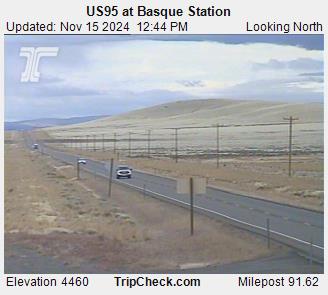 US95 at Basque Station
Updated: Nov 15 2024 12:44 PM Looking North
Elevation 4460 TripCheck.com Milepost 91.62